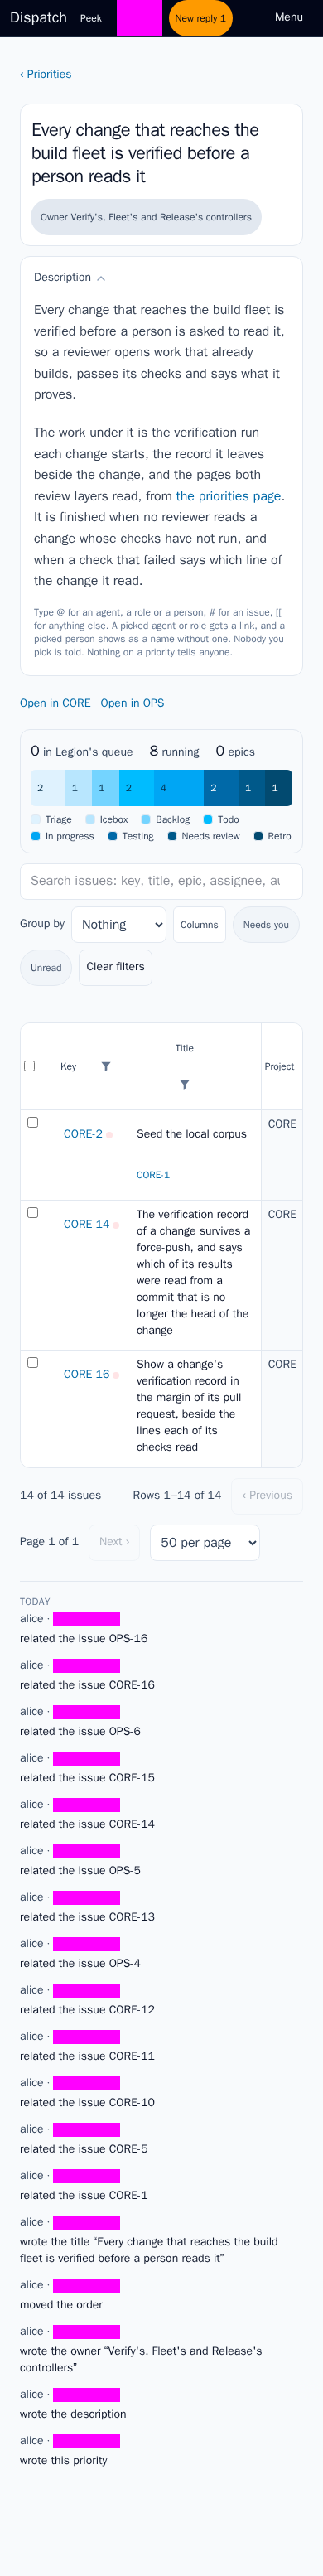 Dispatch Peek New reply 1 Menu
‹ Priorities
Every change that reaches the
build fleet is verified before a
person reads it
Owner Verify's, Fleet's and Release's controllers
Description
Every change that reaches the build fleet is
verified before a person is asked to read it,
so a reviewer opens work that already
builds, passes its checks and says what it
proves.
The work under it is the verification run
each change starts, the record it leaves
beside the change, and the pages both
review layers read, from the priorities page.
It is finished when no reviewer reads a
change whose checks have not run, and
when a check that failed says which line of
the change it read.
Type @ for an agent, a role or a person, # for an issue, [[
for anything else. A picked agent or role gets a link, and a
picked person shows as a name without one. Nobody you
pick is told. Nothing on a priority tells anyone.
Open in CORE Open in OPS
0 in Legion's queue 8 running 0 epics
2 1 1 2 4 2 1 1
Triage Icebox Backlog Todo
In progress Testing Needs review Retro
Search issues: key, title, epic, assignee, au
Group by Nothing Columns Needs you
Unread Clear filters
Key Title Project
CORE-2 Seed the local corpus CORE
CORE-1
CORE-14 The verification record CORE
of a change survives a
force-push, and says
which of its results
were read from a
commit that is no
longer the head of the
change
CORE-16 Show a change's CORE
verification record in
the margin of its pull
request, beside the
lines each of its
checks read
14 of 14 issues Rows 1–14 of 14 ‹ Previous
Page 1 of 1 Next › 50 per page
TODAY
alice ·
related the issue OPS-16
alice ·
related the issue CORE-16
alice ·
related the issue OPS-6
alice ·
related the issue CORE-15
alice ·
related the issue CORE-14
alice ·
related the issue OPS-5
alice ·
related the issue CORE-13
alice ·
related the issue OPS-4
alice ·
related the issue CORE-12
alice ·
related the issue CORE-11
alice ·
related the issue CORE-10
alice ·
related the issue CORE-5
alice ·
related the issue CORE-1
alice ·
wrote the title “Every change that reaches the build
fleet is verified before a person reads it”
alice ·
moved the order
alice ·
wrote the owner “Verify's, Fleet's and Release's
controllers”
alice ·
wrote the description
alice ·
wrote this priority